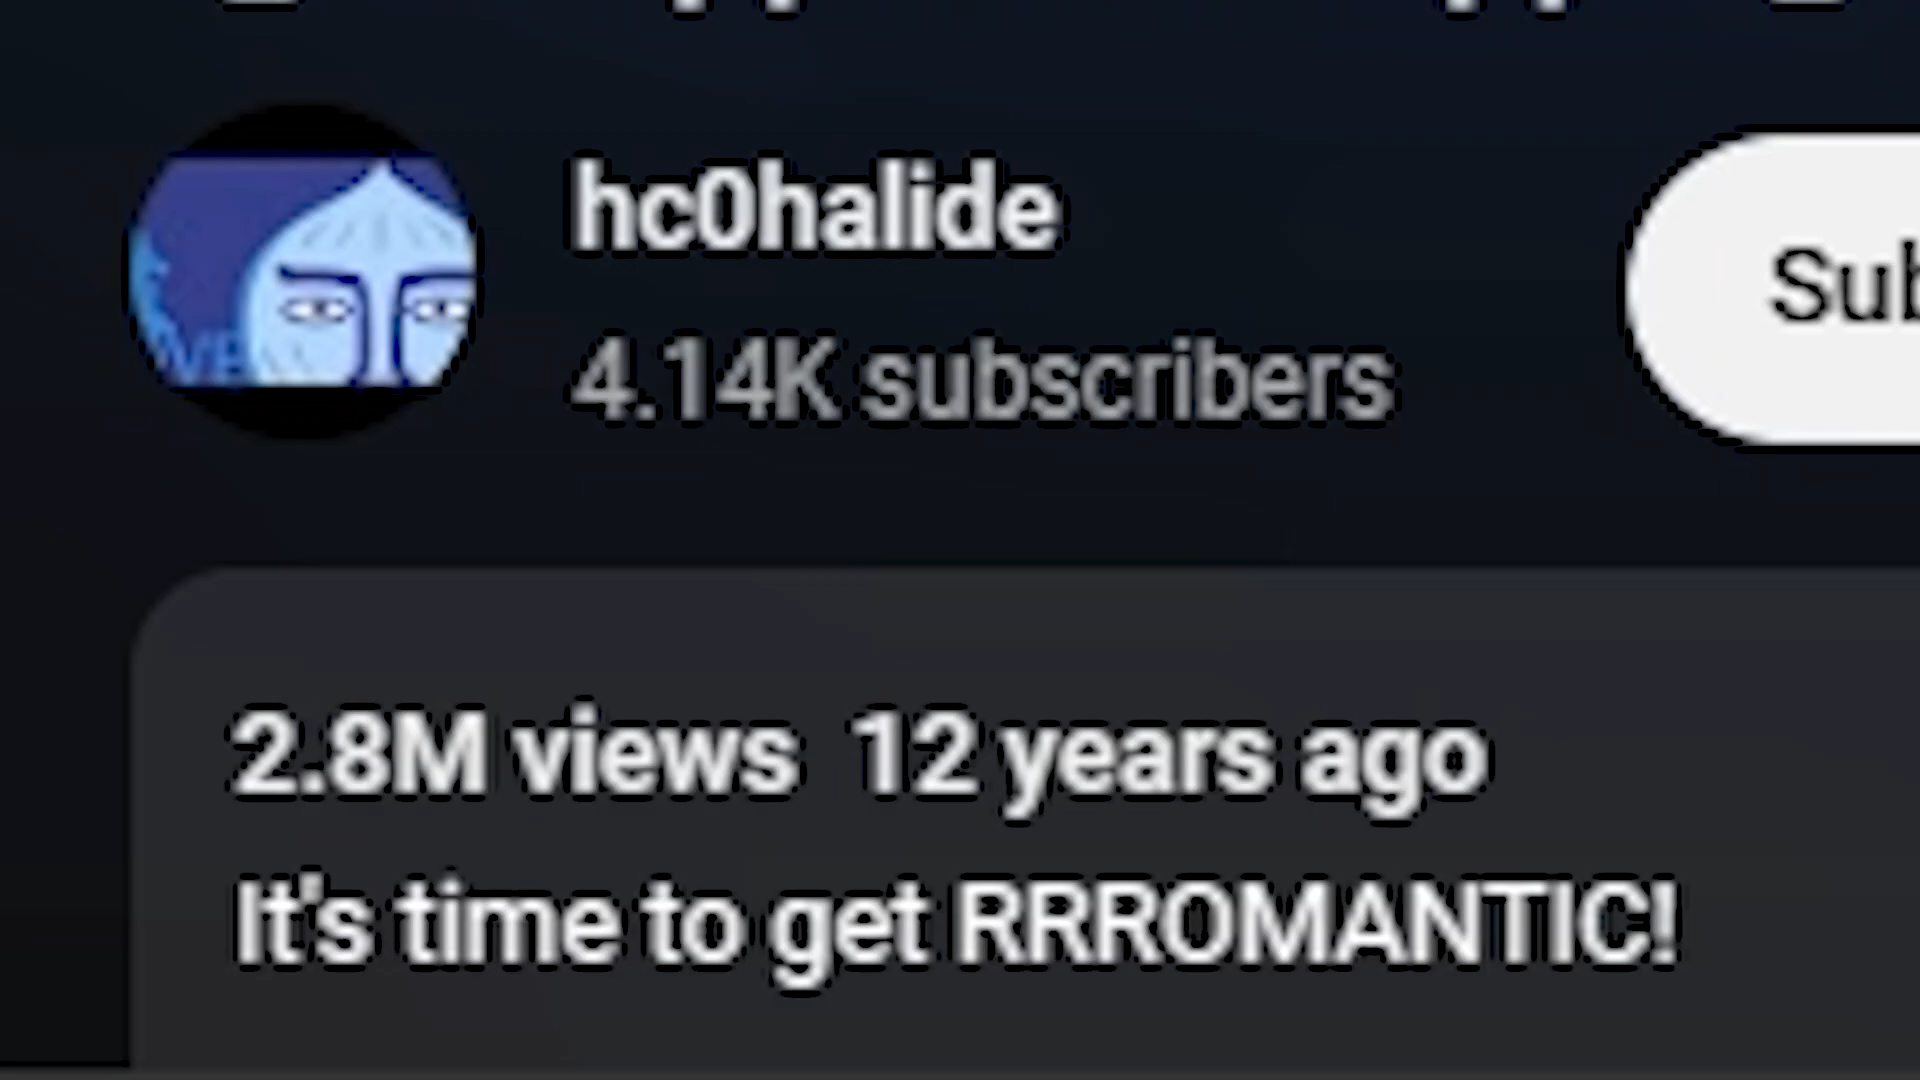 hc0halide
4.14K subscribers
Sub
2.8M views 12 years ago
It's time to get RRROMANTIC!